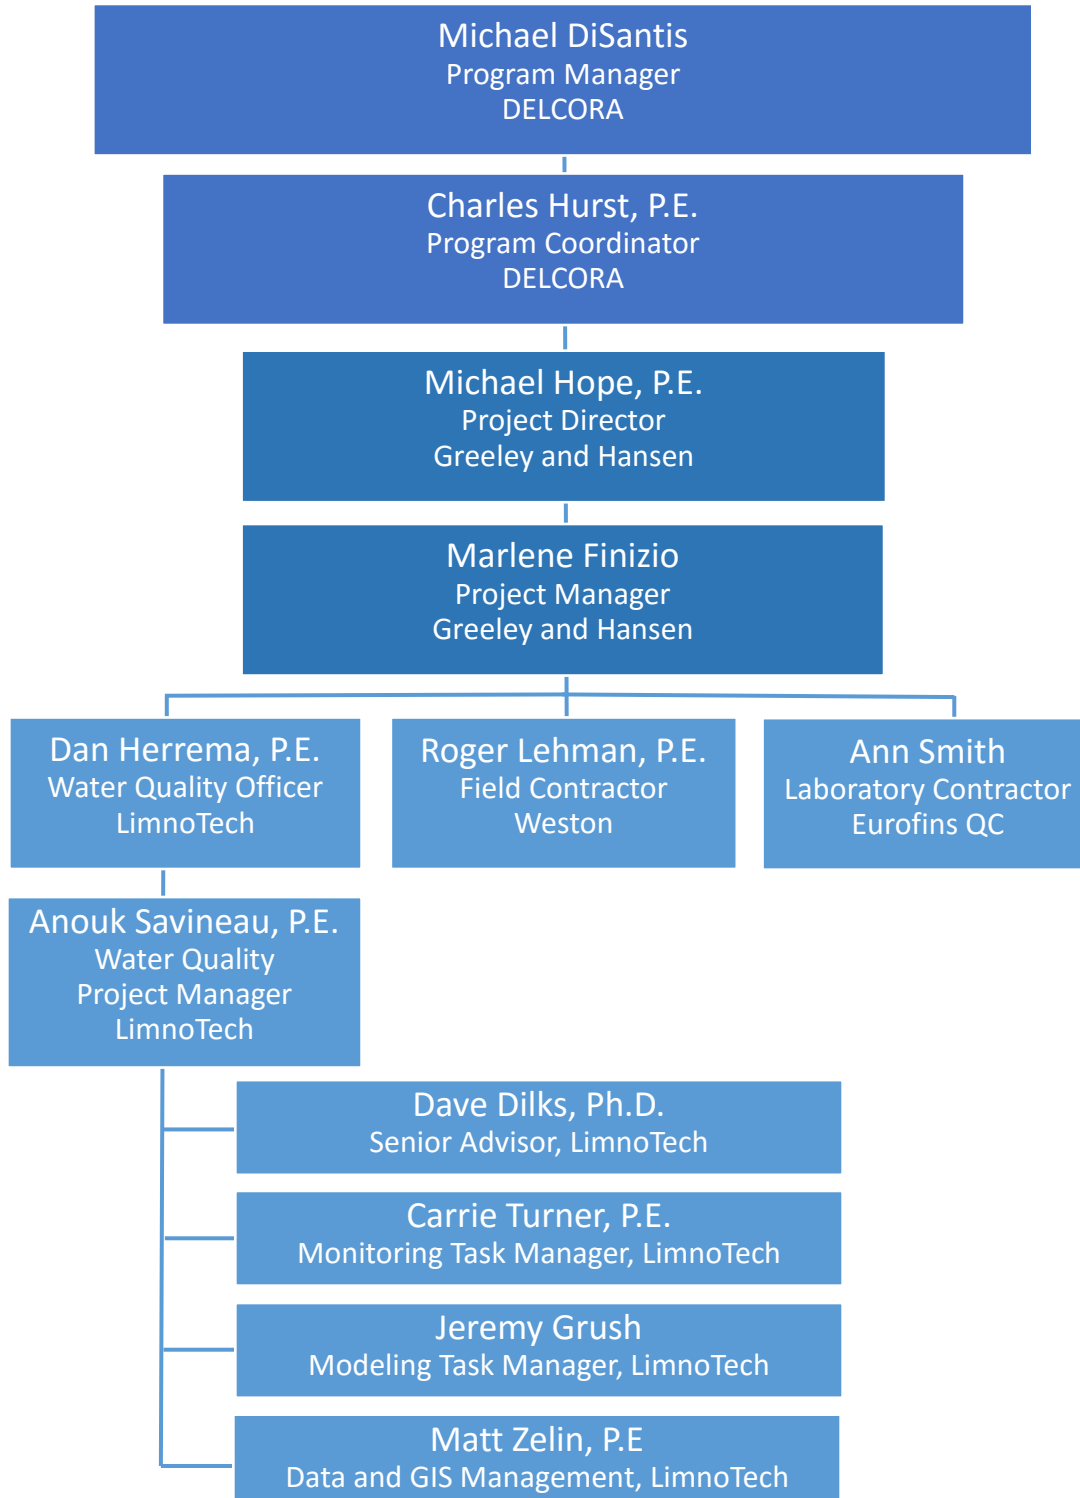 Michael DiSantis
Program Manager
DELCORA
Charles Hurst, P.E.
Program Coordinator
DELCORA
Michael Hope, P.E.
Project Director
Greeley and Hansen
Marlene Finizio
Project Manager
Greeley and Hansen
Dan Herrema, P.E.
Water Quality Officer
LimnoTech
Roger Lehman, P.E.
Field Contractor
Weston
Ann Smith
Laboratory Contractor
Eurofins QC
Anouk Savineau, P.E.
Water Quality
Project Manager
LimnoTech
Dave Dilks, Ph.D.
Senior Advisor, LimnoTech
Carrie Turner, P.E.
Monitoring Task Manager, LimnoTech
Jeremy Grush
Modeling Task Manager, LimnoTech
Matt Zelin, P.E
Data and GIS Management, LimnoTech